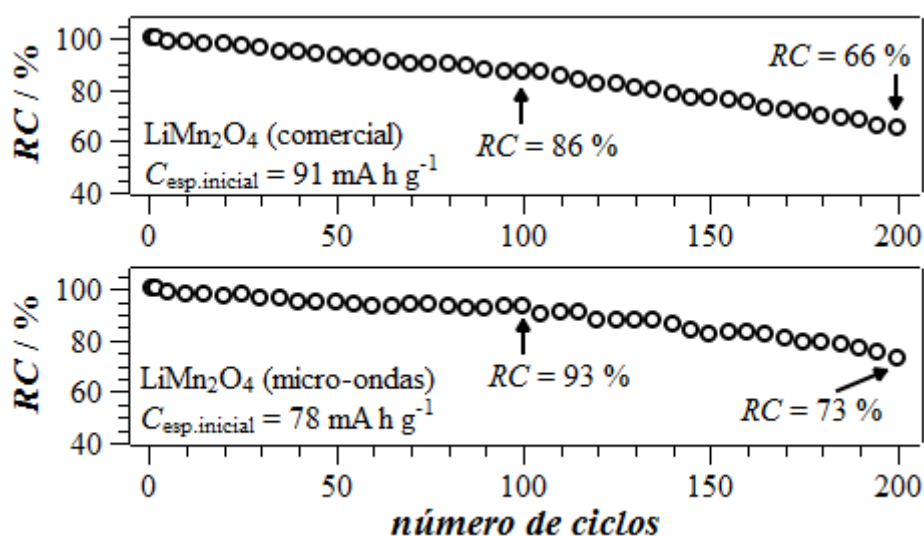 RC / %
100
80
60
40
RC = 66 %
RC = 86 %
LiMn₂O₄ (comercial)
C_esp.inicial = 91 mA h g⁻¹
0 50 100 150 200
RC / %
100
80
60
40
RC = 93 %
RC = 73 %
LiMn₂O₄ (micro-ondas)
C_esp.inicial = 78 mA h g⁻¹
0 50 100 150 200
número de ciclos